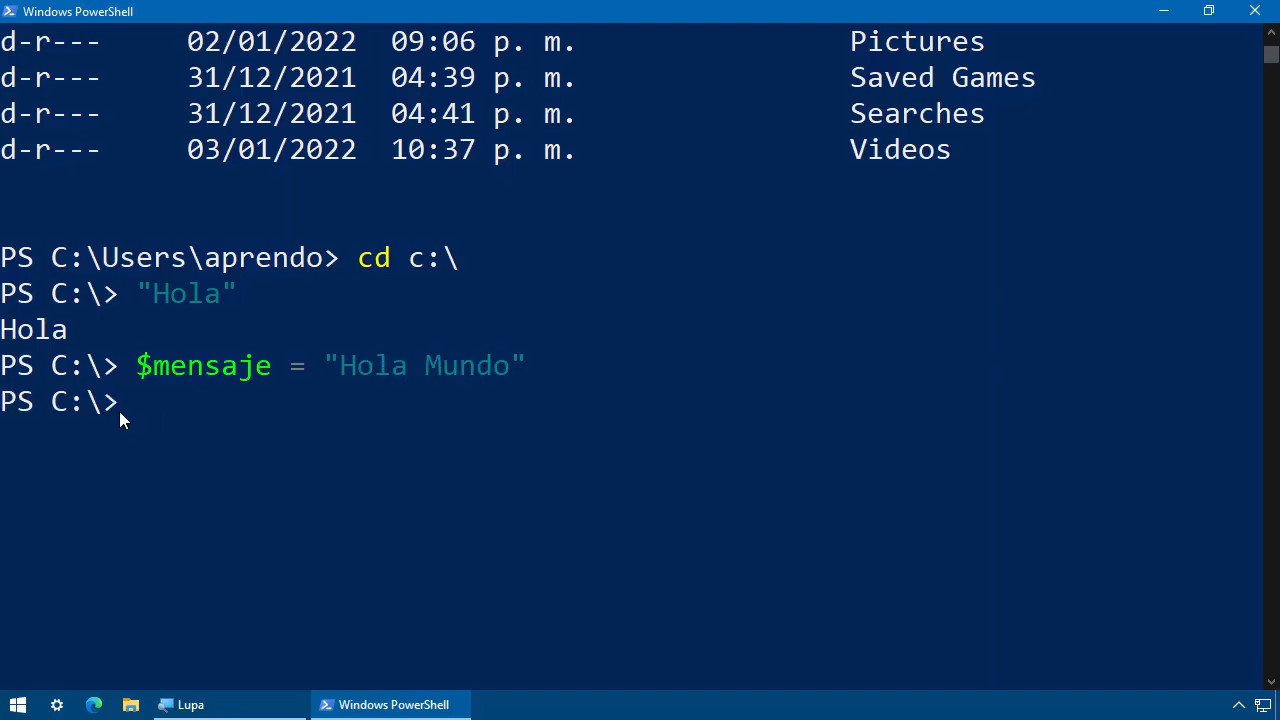 Windows PowerShell
d-r--- 02/01/2022 09:06 p. m. Pictures
d-r--- 31/12/2021 04:39 p. m. Saved Games
d-r--- 31/12/2021 04:41 p. m. Searches
d-r--- 03/01/2022 10:37 p. m. Videos
PS C:\Users\aprendo> cd c:\
PS C:\> "Hola"
Hola
PS C:\> $mensaje = "Hola Mundo"
PS C:\>
Lupa
Windows PowerShell